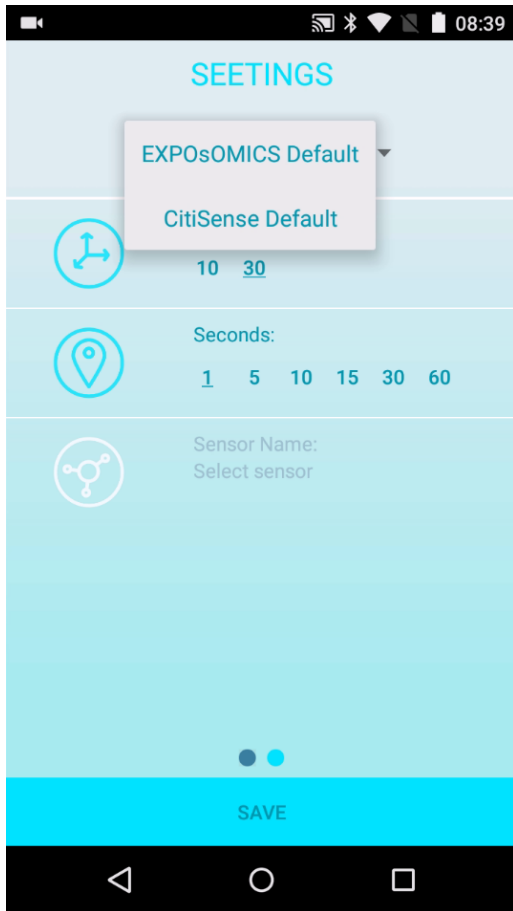 08:39
SEETINGS
EXPOsOMICS Default
CitiSense Default
10 30
Seconds:
1 5 10 15 30 60
Sensor Name:
Select sensor
SAVE